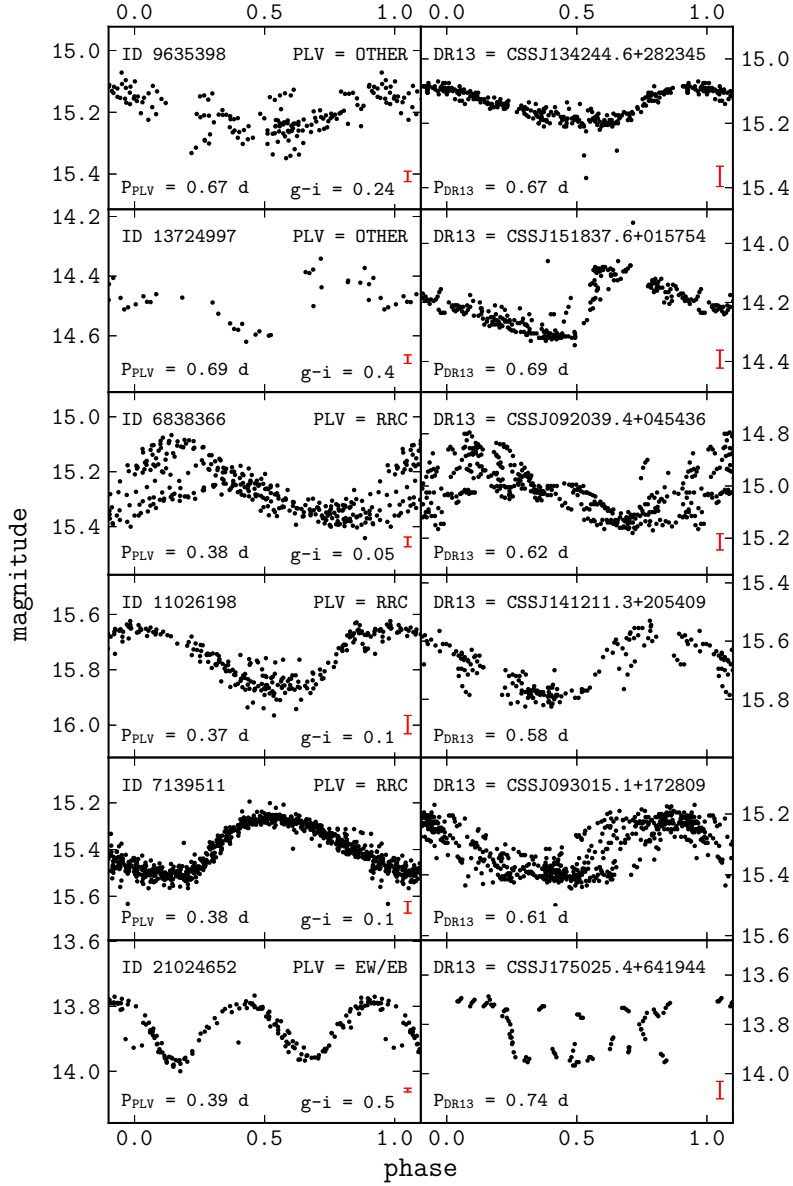 0.0 0.5 1.0 0.0 0.5 1.0
15.0
15.2
15.4
ID 9635398 PLV = OTHER
P_PLV = 0.67 d g-i = 0.24
DR13 = CSSJ134244.6+282345
P_DR13 = 0.67 d
15.0
15.2
15.4
14.2
14.4
14.6
ID 13724997 PLV = OTHER
P_PLV = 0.69 d g-i = 0.4
DR13 = CSSJ151837.6+015754
P_DR13 = 0.69 d
14.0
14.2
14.4
15.0
15.2
15.4
ID 6838366 PLV = RRC
P_PLV = 0.38 d g-i = 0.05
DR13 = CSSJ092039.4+045436
P_DR13 = 0.62 d
14.8
15.0
15.2
magnitude
15.6
15.8
16.0
ID 11026198 PLV = RRC
P_PLV = 0.37 d g-i = 0.1
DR13 = CSSJ141211.3+205409
P_DR13 = 0.58 d
15.4
15.6
15.8
15.2
15.4
15.6
ID 7139511 PLV = RRC
P_PLV = 0.38 d g-i = 0.1
DR13 = CSSJ093015.1+172809
P_DR13 = 0.61 d
15.2
15.4
15.6
13.6
13.8
14.0
ID 21024652 PLV = EW/EB
P_PLV = 0.39 d g-i = 0.5
DR13 = CSSJ175025.4+641944
P_DR13 = 0.74 d
13.6
13.8
14.0
0.0 0.5 1.0 0.0 0.5 1.0
phase